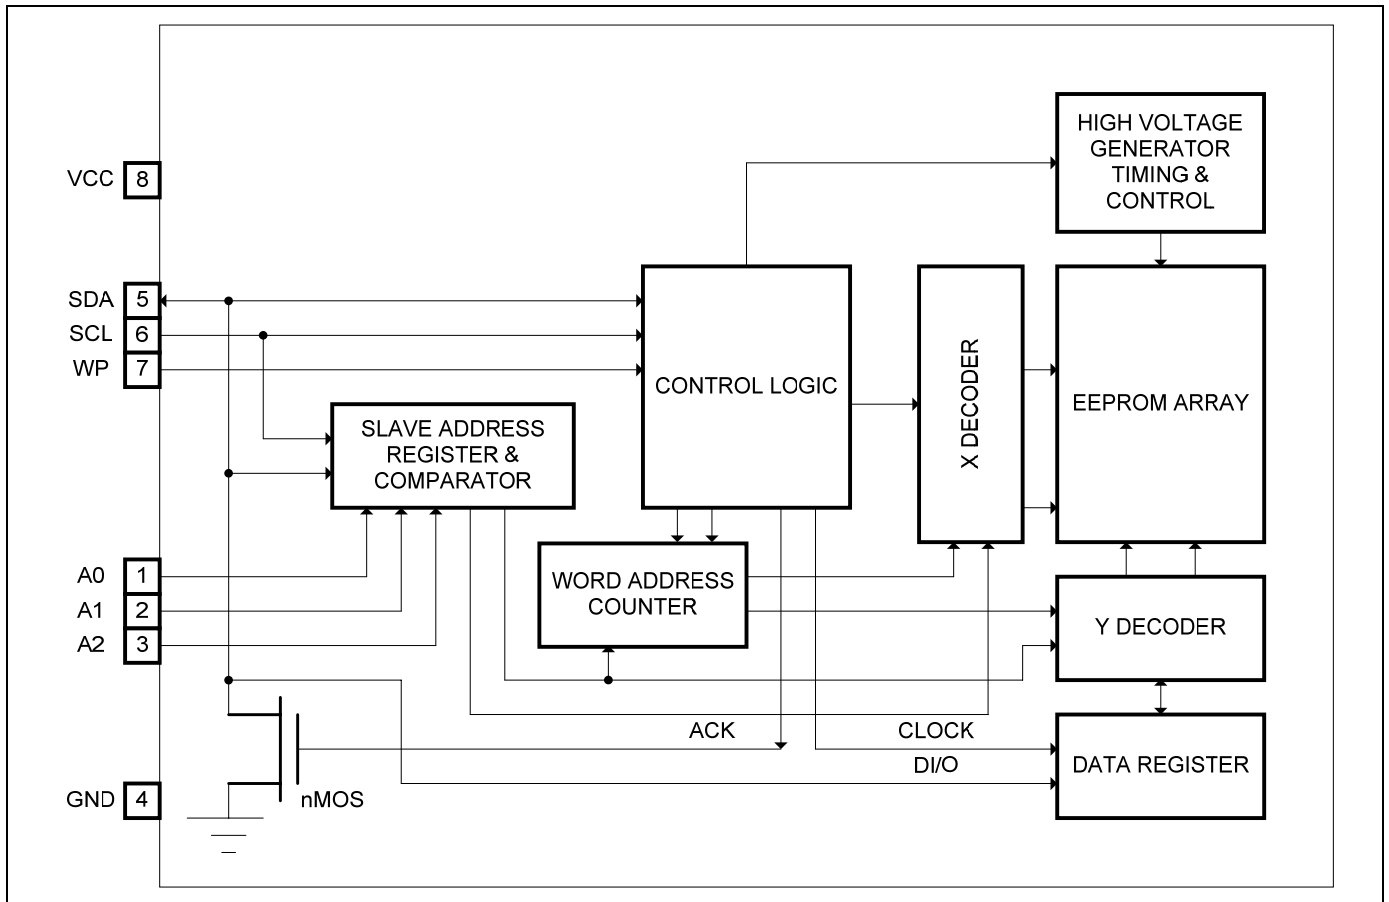 HIGH VOLTAGE
GENERATOR
TIMING &
CONTROL
VCC 8
SDA 5
SCL 6
WP 7
CONTROL LOGIC
X DECODER
EEPROM ARRAY
SLAVE ADDRESS
REGISTER &
COMPARATOR
A0 1
A1 2
A2 3
WORD ADDRESS
COUNTER
Y DECODER
ACK
CLOCK
DI/O
DATA REGISTER
GND 4
nMOS